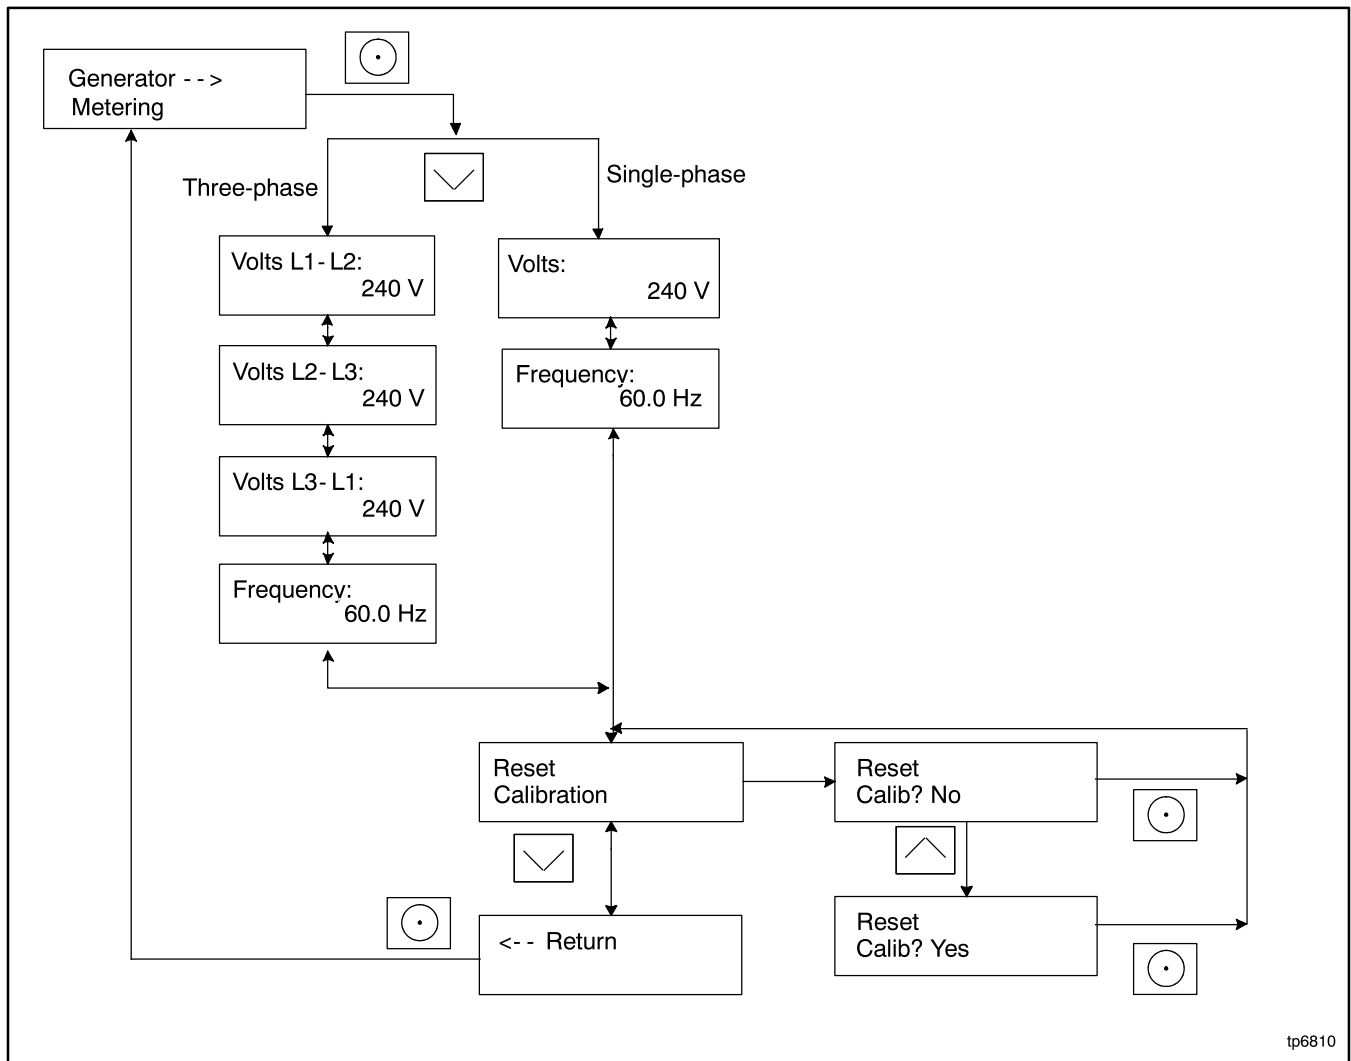 Generator - - >
Metering
Three-phase
Single-phase
Volts L1- L2:
240 V
Volts:
240 V
Volts L2- L3:
240 V
Frequency:
60.0 Hz
Volts L3- L1:
240 V
Frequency:
60.0 Hz
Reset
Calibration
Reset
Calib? No
<- - Return
Reset
Calib? Yes
tp6810